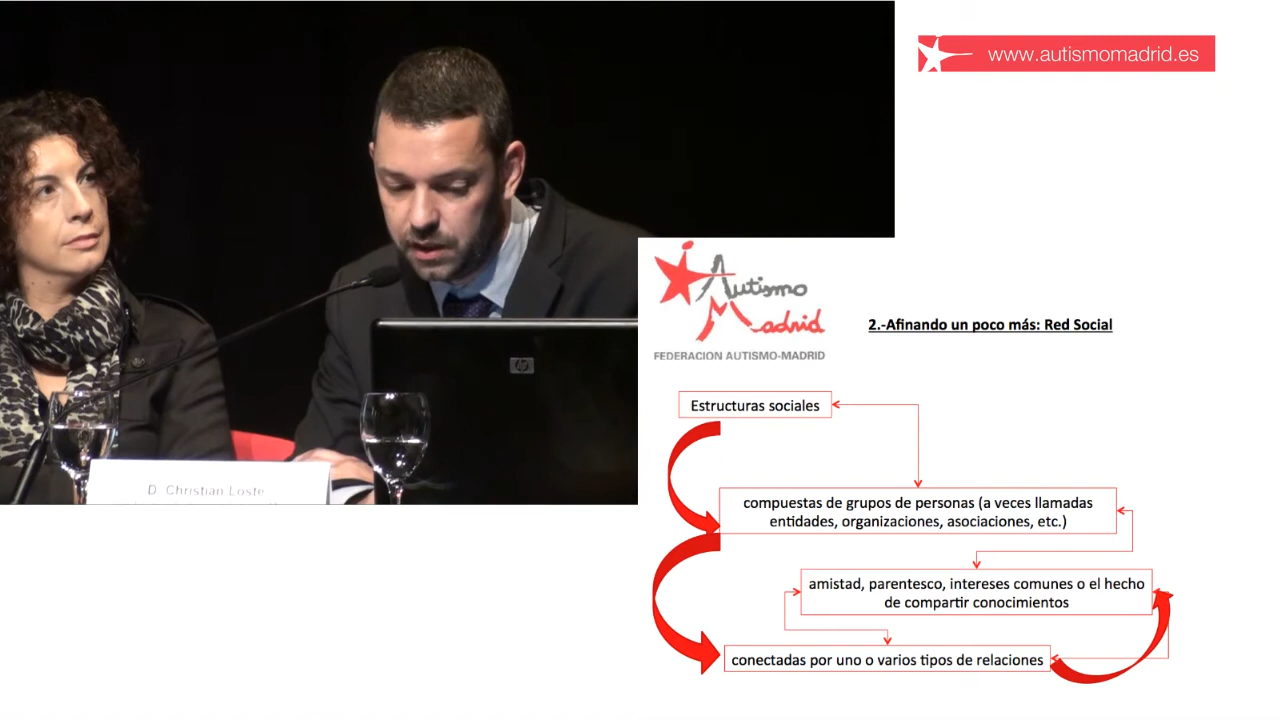 www.autismomadrid.es
Autismo
Madrid
FEDERACION AUTISMO-MADRID
2.-Afinando un poco más: Red Social
Estructuras sociales
compuestas de grupos de personas (a veces llamadas
entidades, organizaciones, asociaciones, etc.)
amistad, parentesco, intereses comunes o el hecho
de compartir conocimientos
conectadas por uno o varios tipos de relaciones
hp
D. Christian Loste